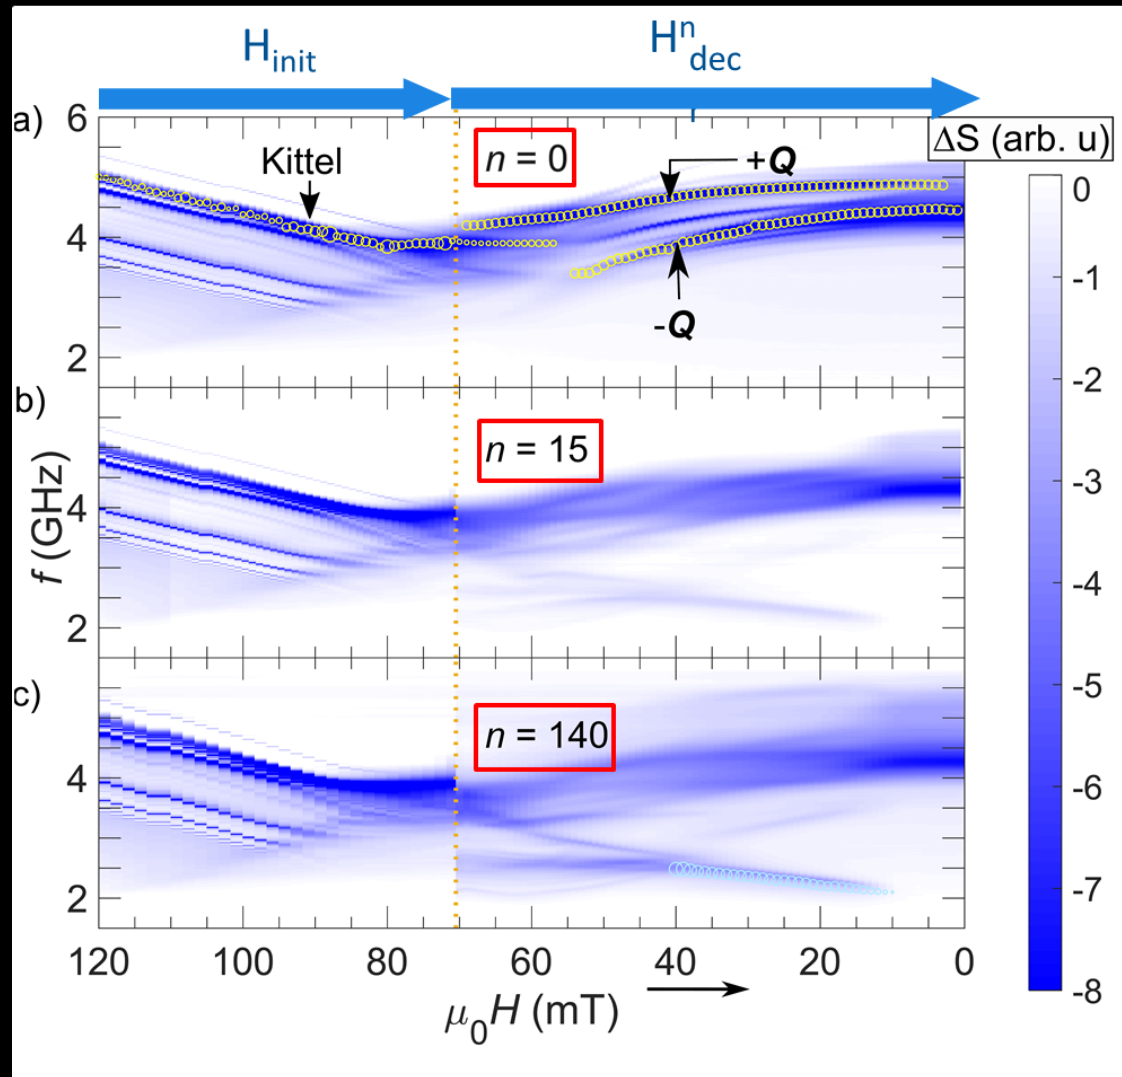 H_init H^n_dec
a) 6
Kittel n = 0 +Q ΔS (arb. u)
4
-Q
2
b)
n = 15
4
2
c)
n = 140
4
2
f (GHz)
0
-1
-2
-3
-4
-5
-6
-7
-8
120 100 80 60 40 20 0
μ0H (mT)